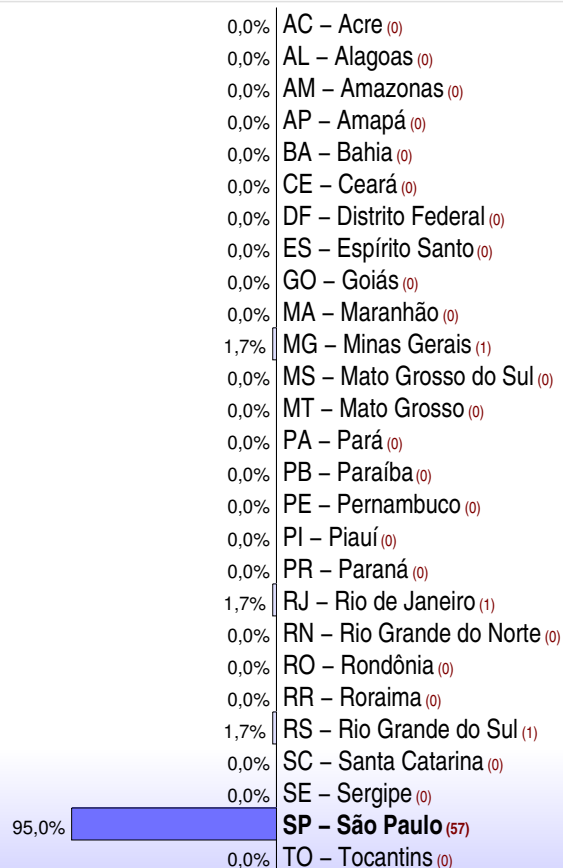 0,0% AC – Acre (0)
0,0% AL – Alagoas (0)
0,0% AM – Amazonas (0)
0,0% AP – Amapá (0)
0,0% BA – Bahia (0)
0,0% CE – Ceará (0)
0,0% DF – Distrito Federal (0)
0,0% ES – Espírito Santo (0)
0,0% GO – Goiás (0)
0,0% MA – Maranhão (0)
1,7% MG – Minas Gerais (1)
0,0% MS – Mato Grosso do Sul (0)
0,0% MT – Mato Grosso (0)
0,0% PA – Pará (0)
0,0% PB – Paraíba (0)
0,0% PE – Pernambuco (0)
0,0% PI – Piauí (0)
0,0% PR – Paraná (0)
1,7% RJ – Rio de Janeiro (1)
0,0% RN – Rio Grande do Norte (0)
0,0% RO – Rondônia (0)
0,0% RR – Roraima (0)
1,7% RS – Rio Grande do Sul (1)
0,0% SC – Santa Catarina (0)
0,0% SE – Sergipe (0)
95,0% SP – São Paulo (57)
0,0% TO – Tocantins (0)